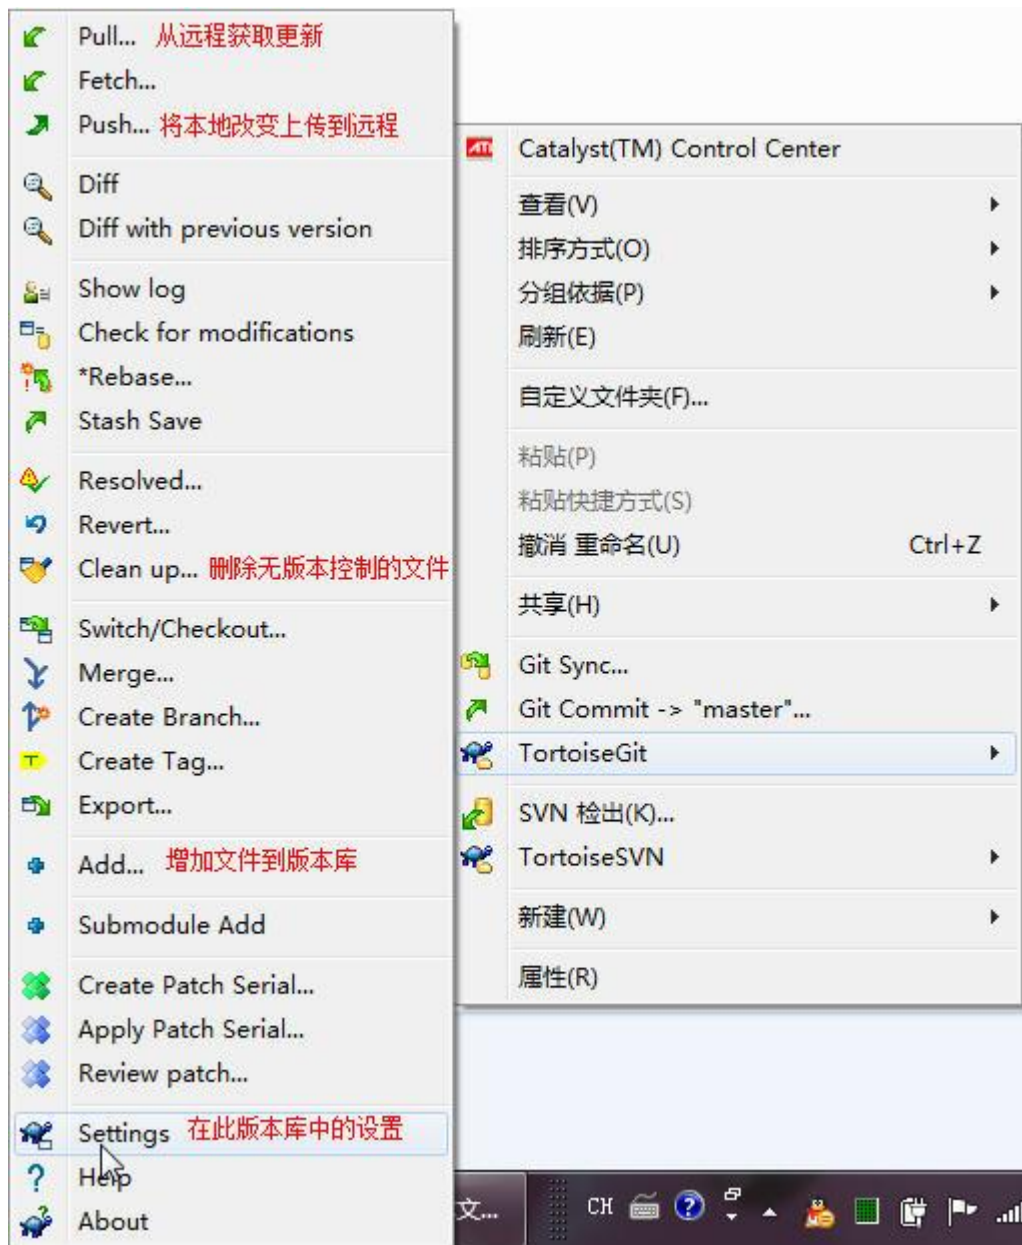 Pull... 从远程获取更新
Fetch...
Push... 将本地改变上传到远程
Diff
Diff with previous version
Show log
Check for modifications
*Rebase...
Stash Save
Resolved...
Revert...
Clean up... 删除无版本控制的文件
Switch/Checkout...
Merge...
Create Branch...
Create Tag...
Export...
Add... 增加文件到版本库
Submodule Add
Create Patch Serial...
Apply Patch Serial...
Review patch...
Settings 在此版本库中的设置
Help
About
ATI Catalyst(TM) Control Center
查看(V)
排序方式(O)
分组依据(P)
刷新(E)
自定义文件夹(F)...
粘贴(P)
粘贴快捷方式(S)
撤消 重命名(U) Ctrl+Z
共享(H)
Git Sync...
Git Commit -> "master"...
TortoiseGit
SVN 检出(K)...
TortoiseSVN
新建(W)
属性(R)
文... CH